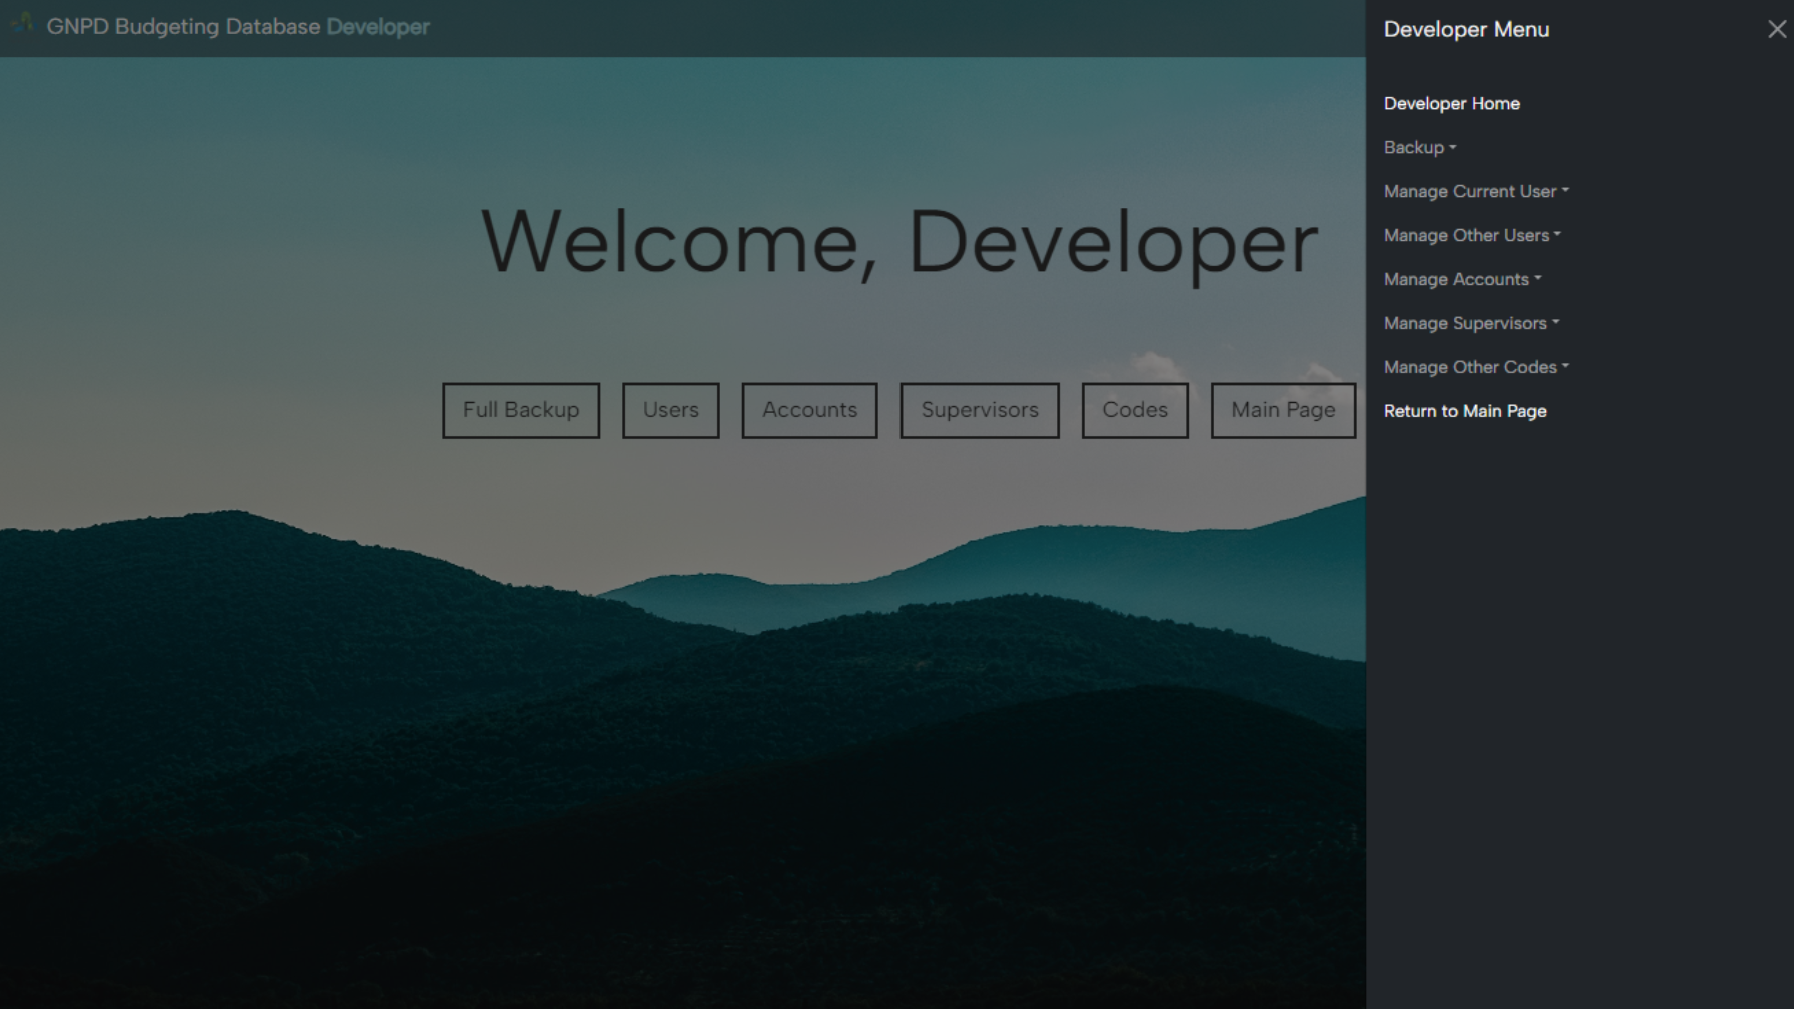 GNPD Budgeting Database Developer
Welcome, Developer
Full Backup
Users
Accounts
Supervisors
Codes
Main Page
Developer Menu
Developer Home
Backup
Manage Current User
Manage Other Users
Manage Accounts
Manage Supervisors
Manage Other Codes
Return to Main Page